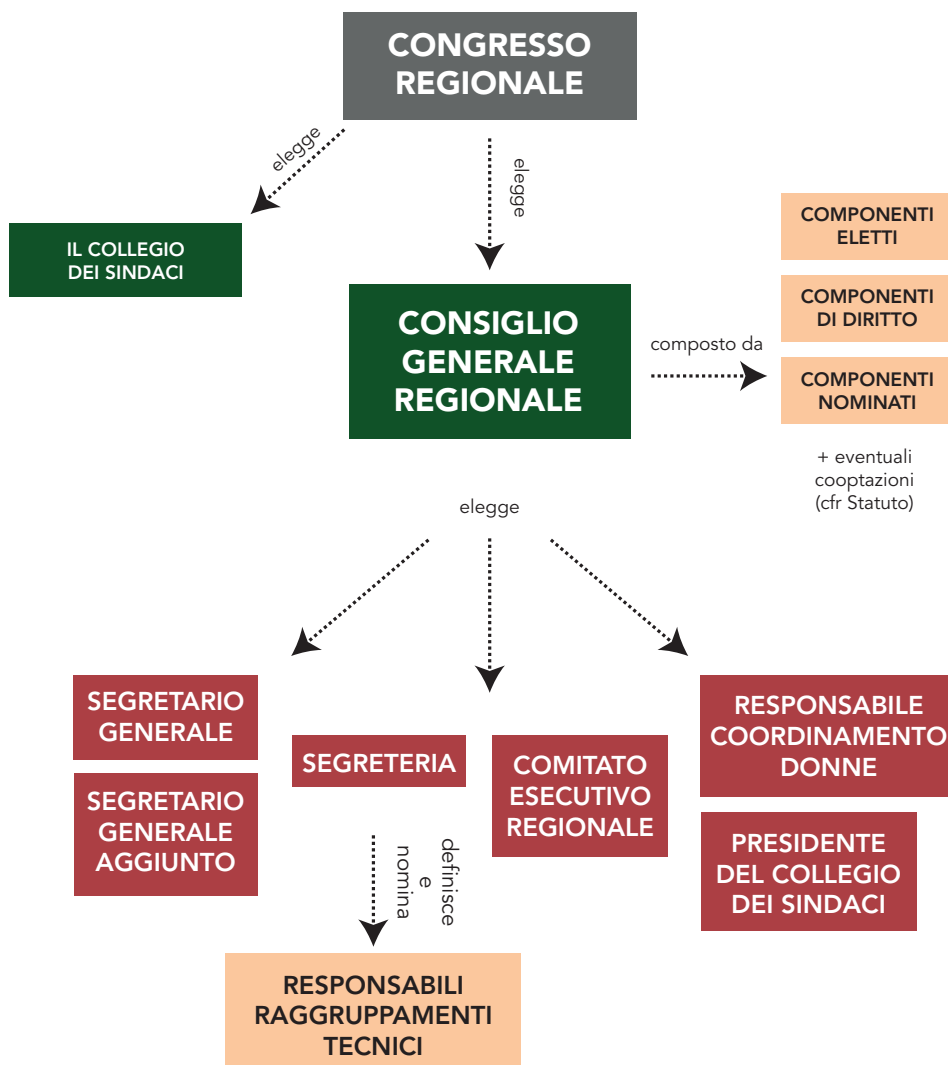 CONGRESSO
REGIONALE
elegge
elegge
IL COLLEGIO
DEI SINDACI
CONSIGLIO
GENERALE
REGIONALE
composto da
COMPONENTI
ELETTI
COMPONENTI
DI DIRITTO
COMPONENTI
NOMINATI
+ eventuali
cooptazioni
(cfr Statuto)
elegge
SEGRETARIO
GENERALE
SEGRETARIO
GENERALE
AGGIUNTO
SEGRETERIA
COMITATO
ESECUTIVO
REGIONALE
RESPONSABILE
COORDINAMENTO
DONNE
PRESIDENTE
DEL COLLEGIO
DEI SINDACI
definisce
e
nomina
RESPONSABILI
RAGGRUPPAMENTI
TECNICI